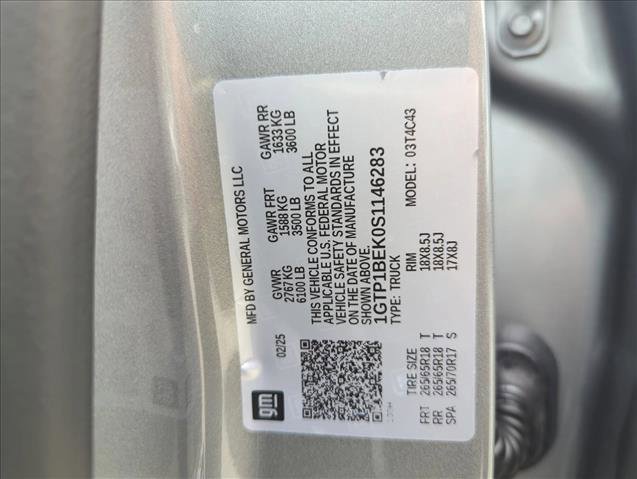 MFD BY GENERAL MOTORS LLC
02/25 GVWR GAWR FRT GAWR RR
2767 KG 1588 KG 1633 KG
6100 LB 3500 LB 3600 LB
THIS VEHICLE CONFORMS TO ALL
APPLICABLE U.S. FEDERAL MOTOR
VEHICLE SAFETY STANDARDS IN EFFECT
ON THE DATE OF MANUFACTURE
SHOWN ABOVE.
1GTP1BEK0S1146283
TYPE: TRUCK MODEL: 03T4C43
gm
TIRE SIZE RIM
FRT 265/65R18 T 18X8.5J
RR 265/65R18 T 18X8.5J
SPA 265/70R17 S 17X8J